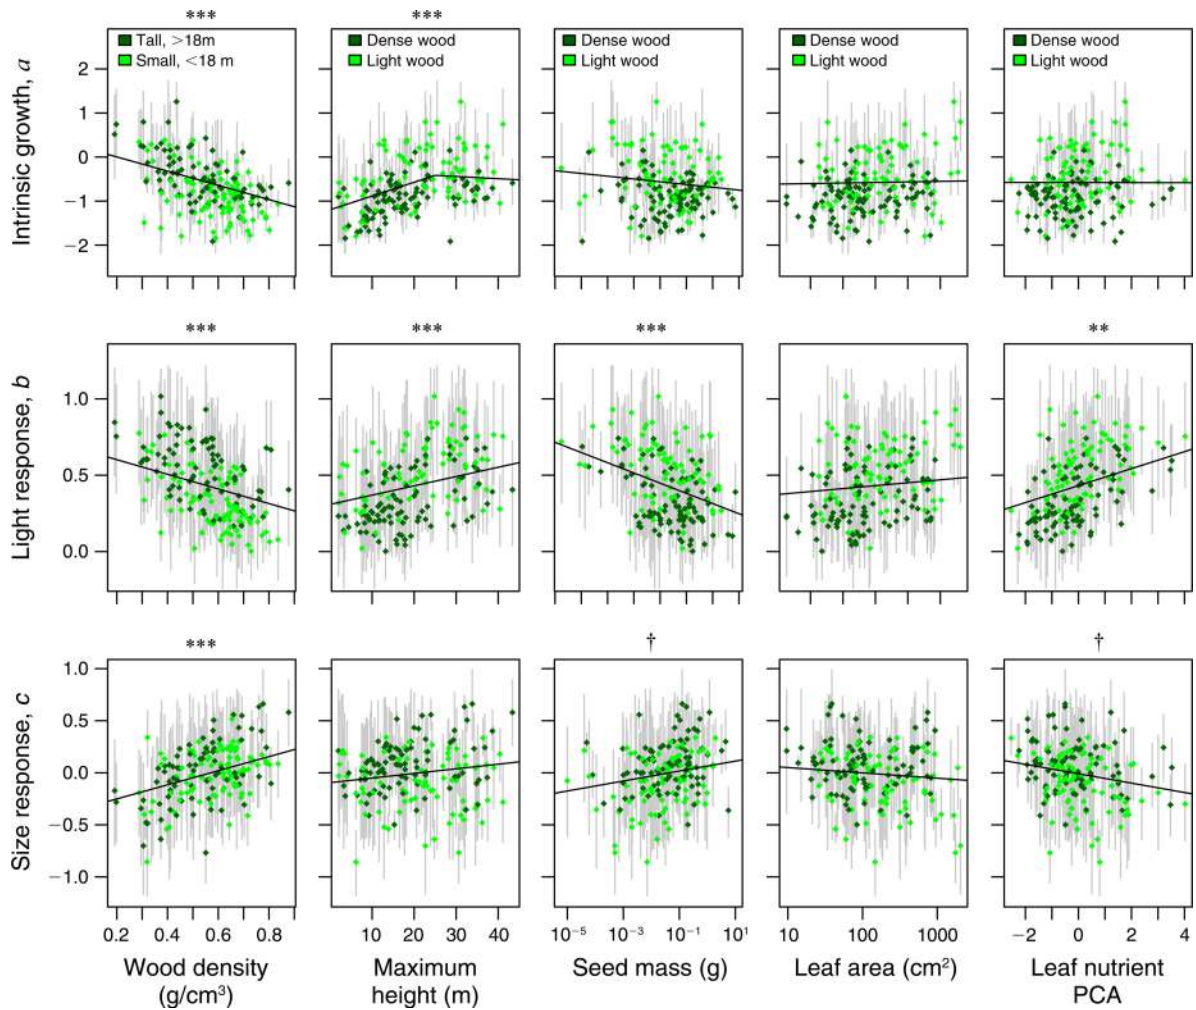 *** ***
Tall, >18m
Small, <18 m
Dense wood
Light wood
Dense wood
Light wood
Dense wood
Light wood
Dense wood
Light wood
Intrinsic growth, a
2
1
0
−1
−2
*** *** *** **
Light response, b
1.0
0.5
0.0
*** † †
Size response, c
1.0
0.5
0.0
−0.5
−1.0
0.2 0.4 0.6 0.8
10 20 30 40
10⁻⁵ 10⁻³ 10⁻¹ 10¹
10 100 1000
−2 0 2 4
Wood density
(g/cm³)
Maximum
height (m)
Seed mass (g)
Leaf area (cm²)
Leaf nutrient
PCA